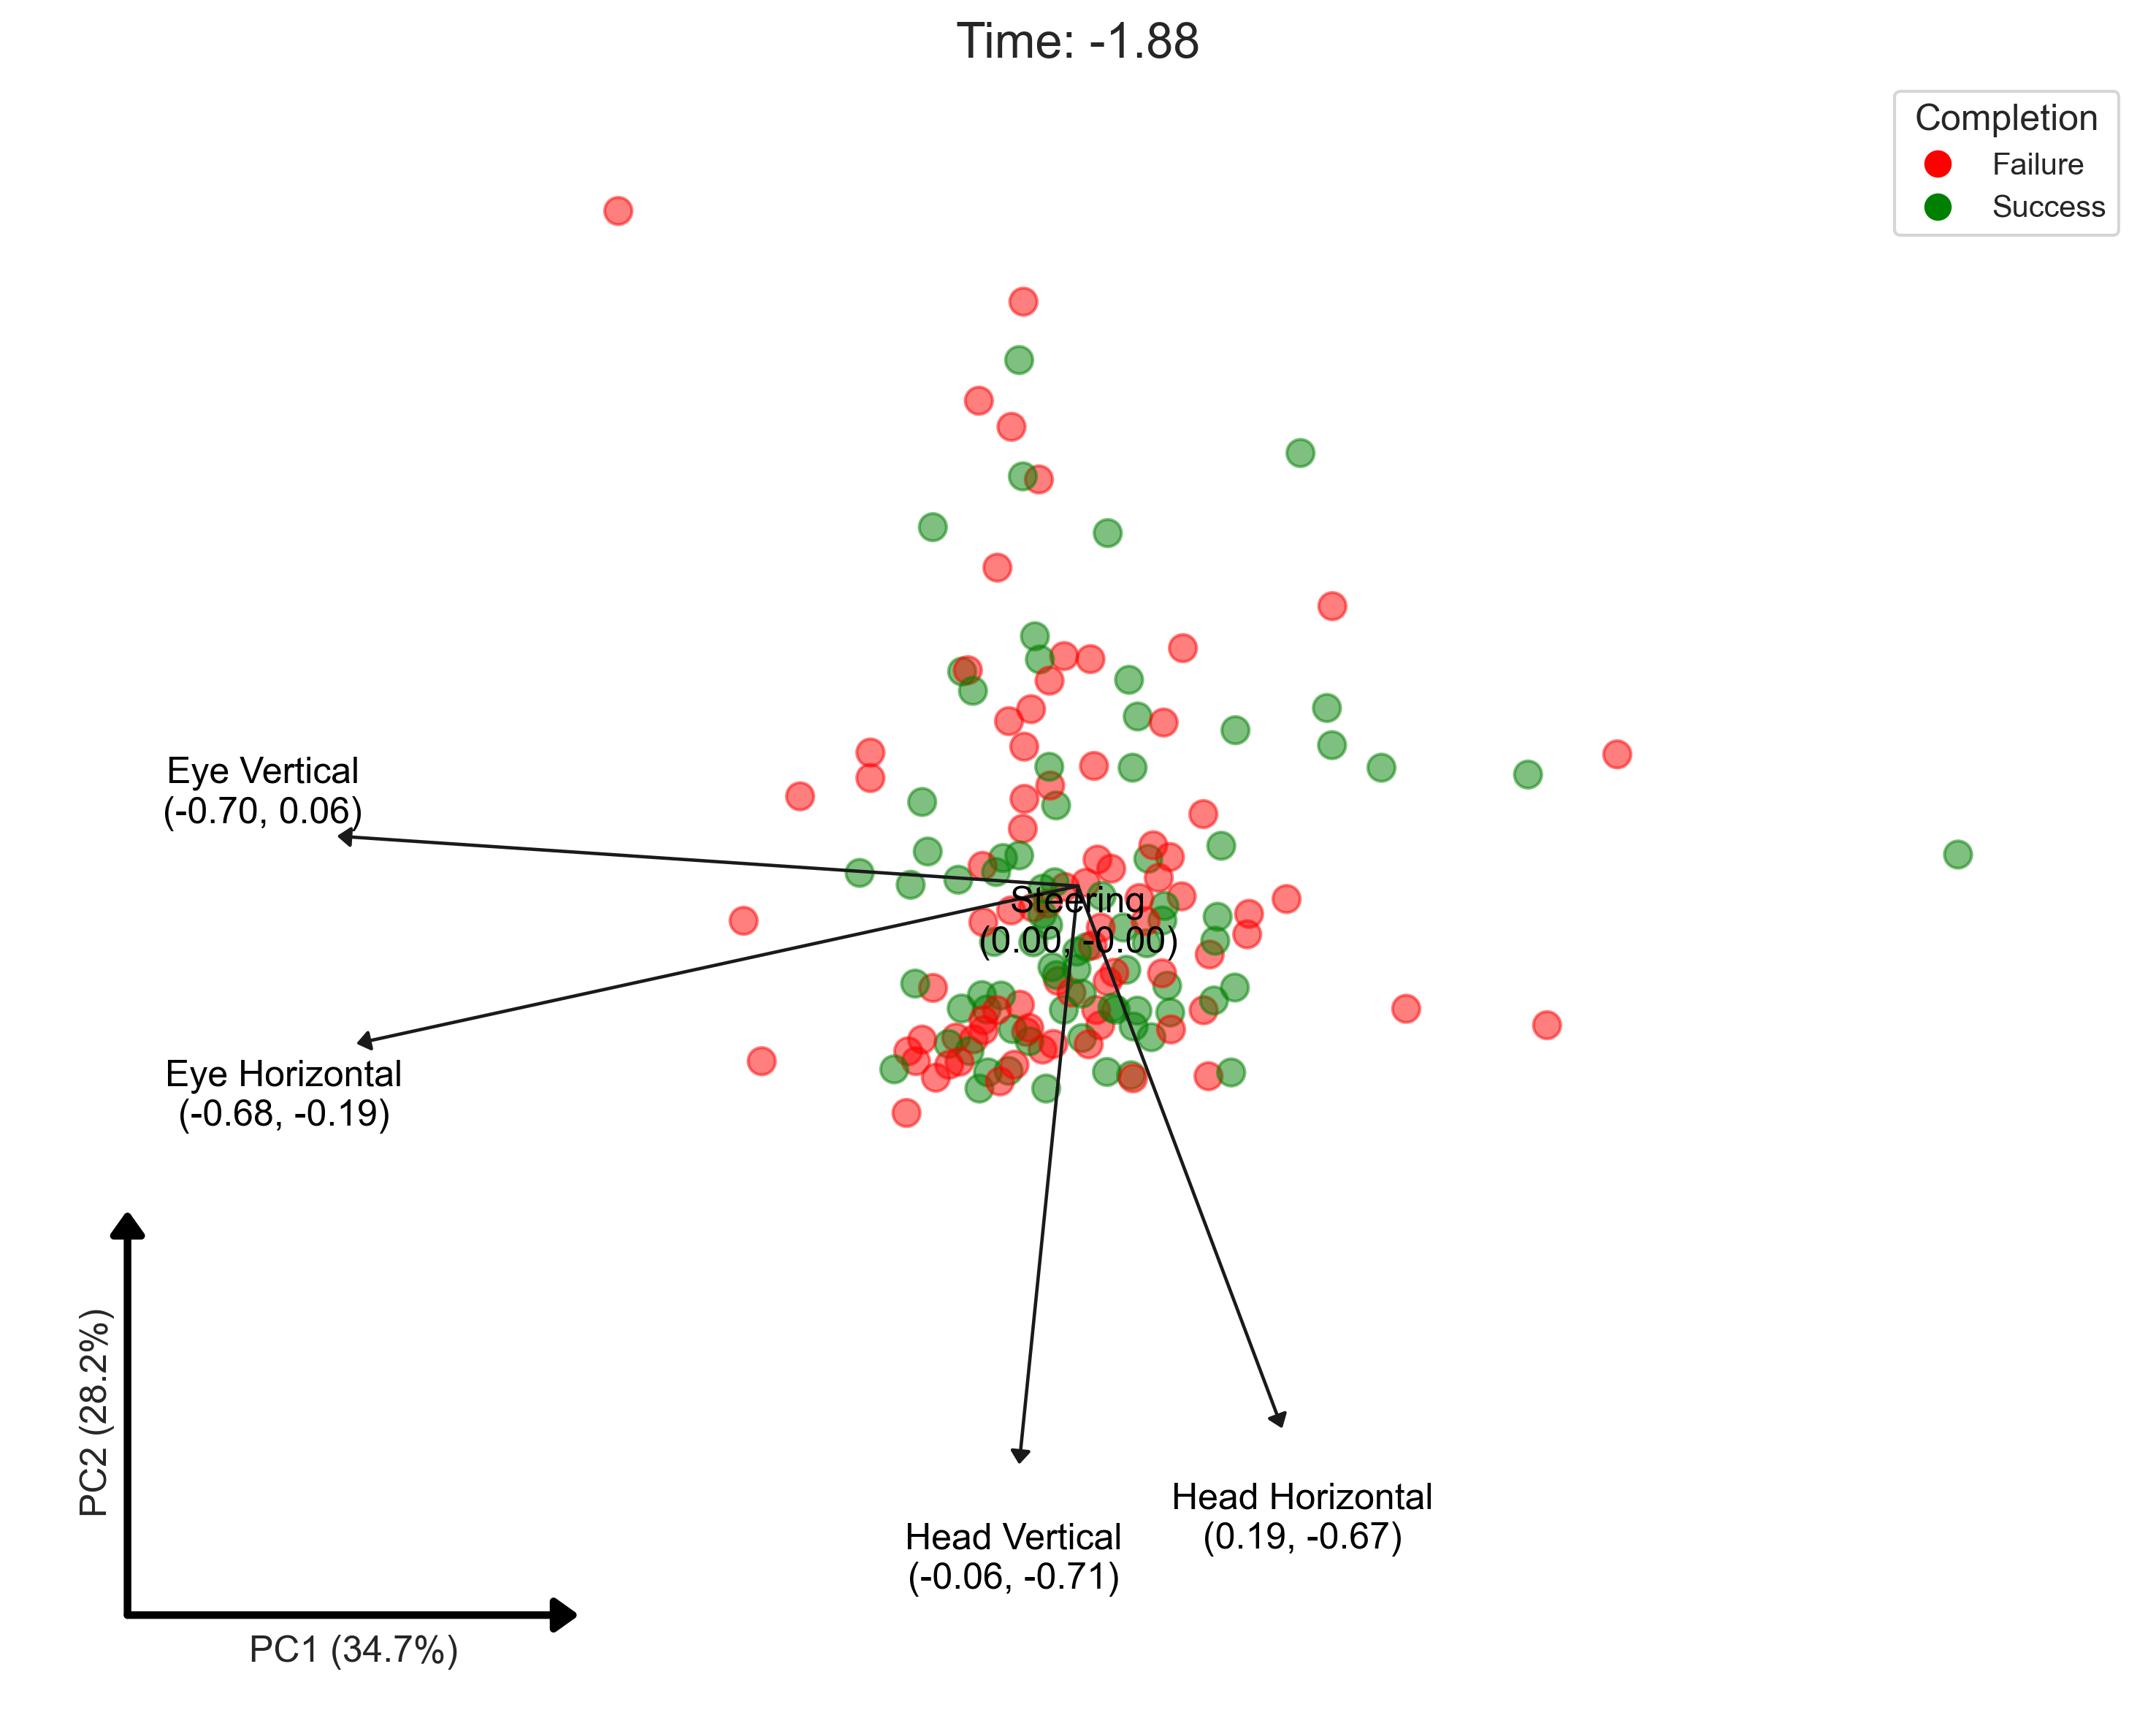 Time: -1.88
Completion
Failure
Success
Eye Vertical
(-0.70, 0.06)
Steering
(0.00, -0.00)
Eye Horizontal
(-0.68, -0.19)
Head Horizontal
(0.19, -0.67)
Head Vertical
(-0.06, -0.71)
PC2 (28.2%)
PC1 (34.7%)